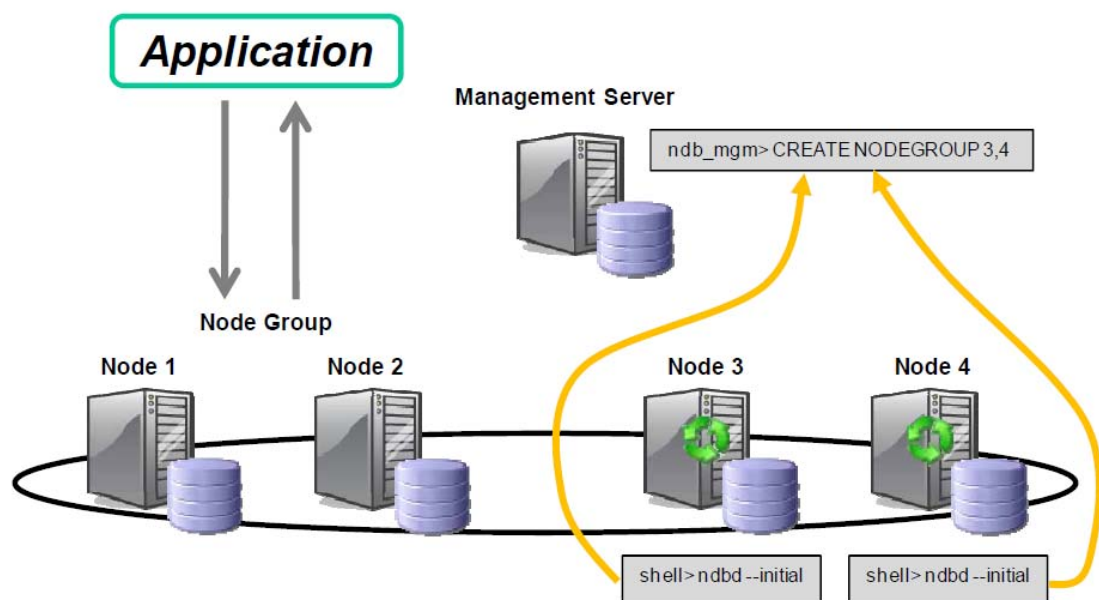 Application
Management Server
ndb_mgm> CREATE NODEGROUP 3,4
Node Group
Node 1
Node 2
Node 3
Node 4
shell> ndbd --initial
shell> ndbd --initial